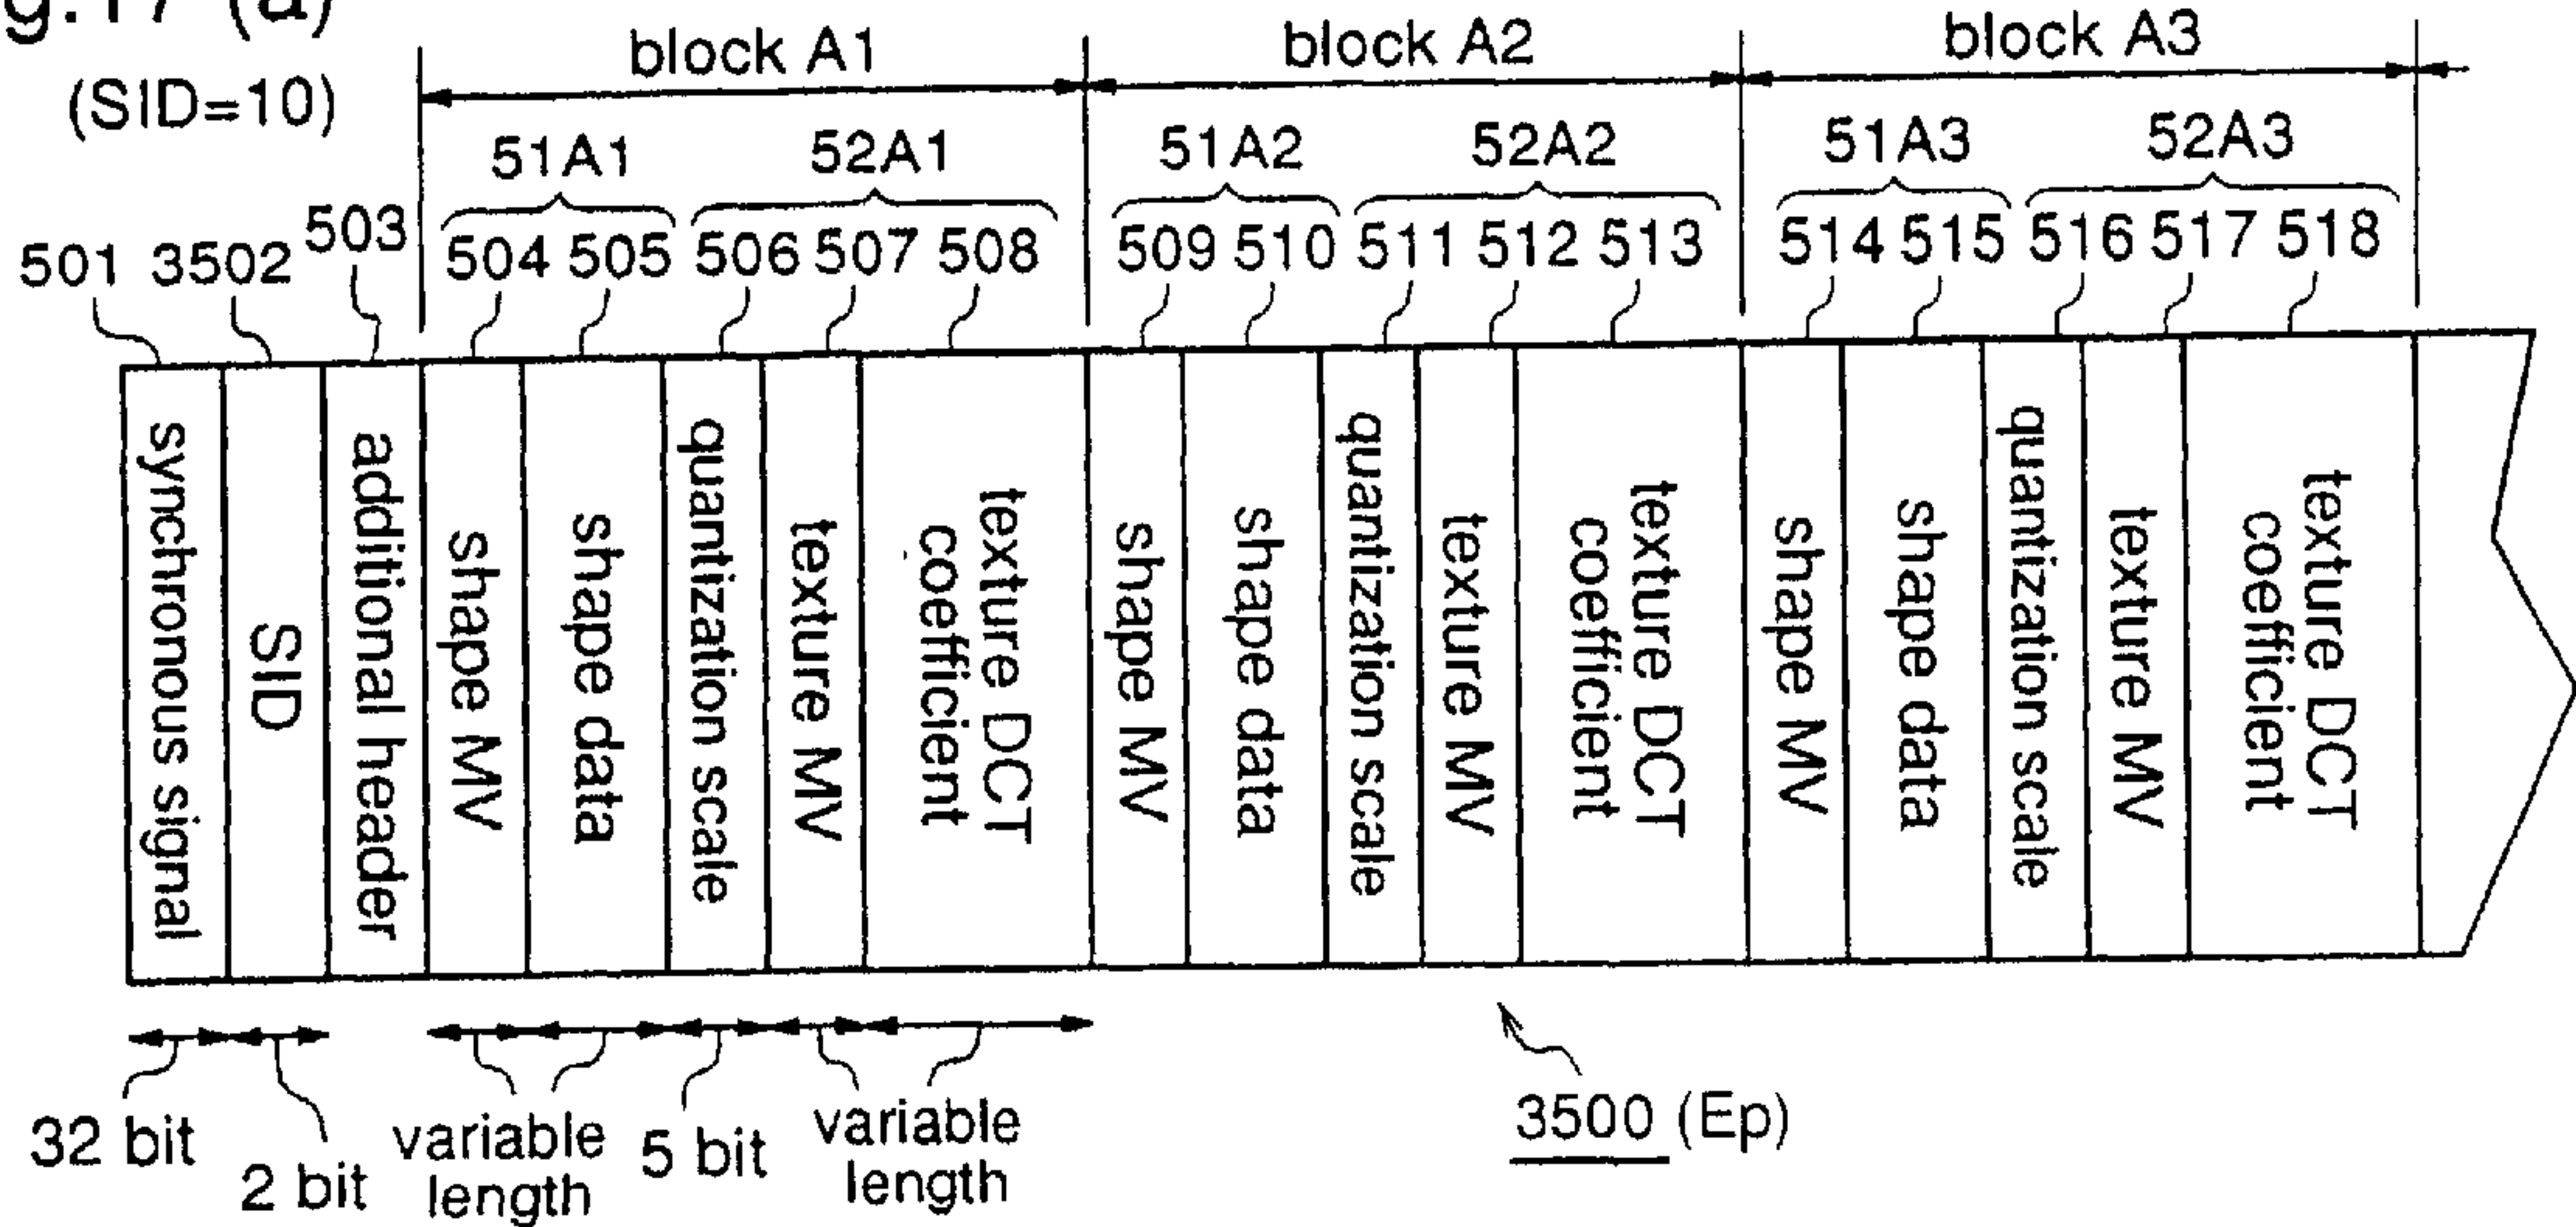 g.17 (a)
(SID=10)
block A1
block A2
block A3
51A1
52A1
51A2
52A2
51A3
52A3
501
3502
503
504
505
506
507
508
509
510
511
512
513
514
515
516
517
518
synchronous signal
SID
additional header
shape MV
shape data
quantization scale
texture MV
texture DCT
coefficient
shape MV
shape data
quantization scale
texture MV
texture DCT
coefficient
shape MV
shape data
quantization scale
texture MV
texture DCT
coefficient
32 bit
2 bit
variable
length
5 bit
variable
length
3500 (Ep)